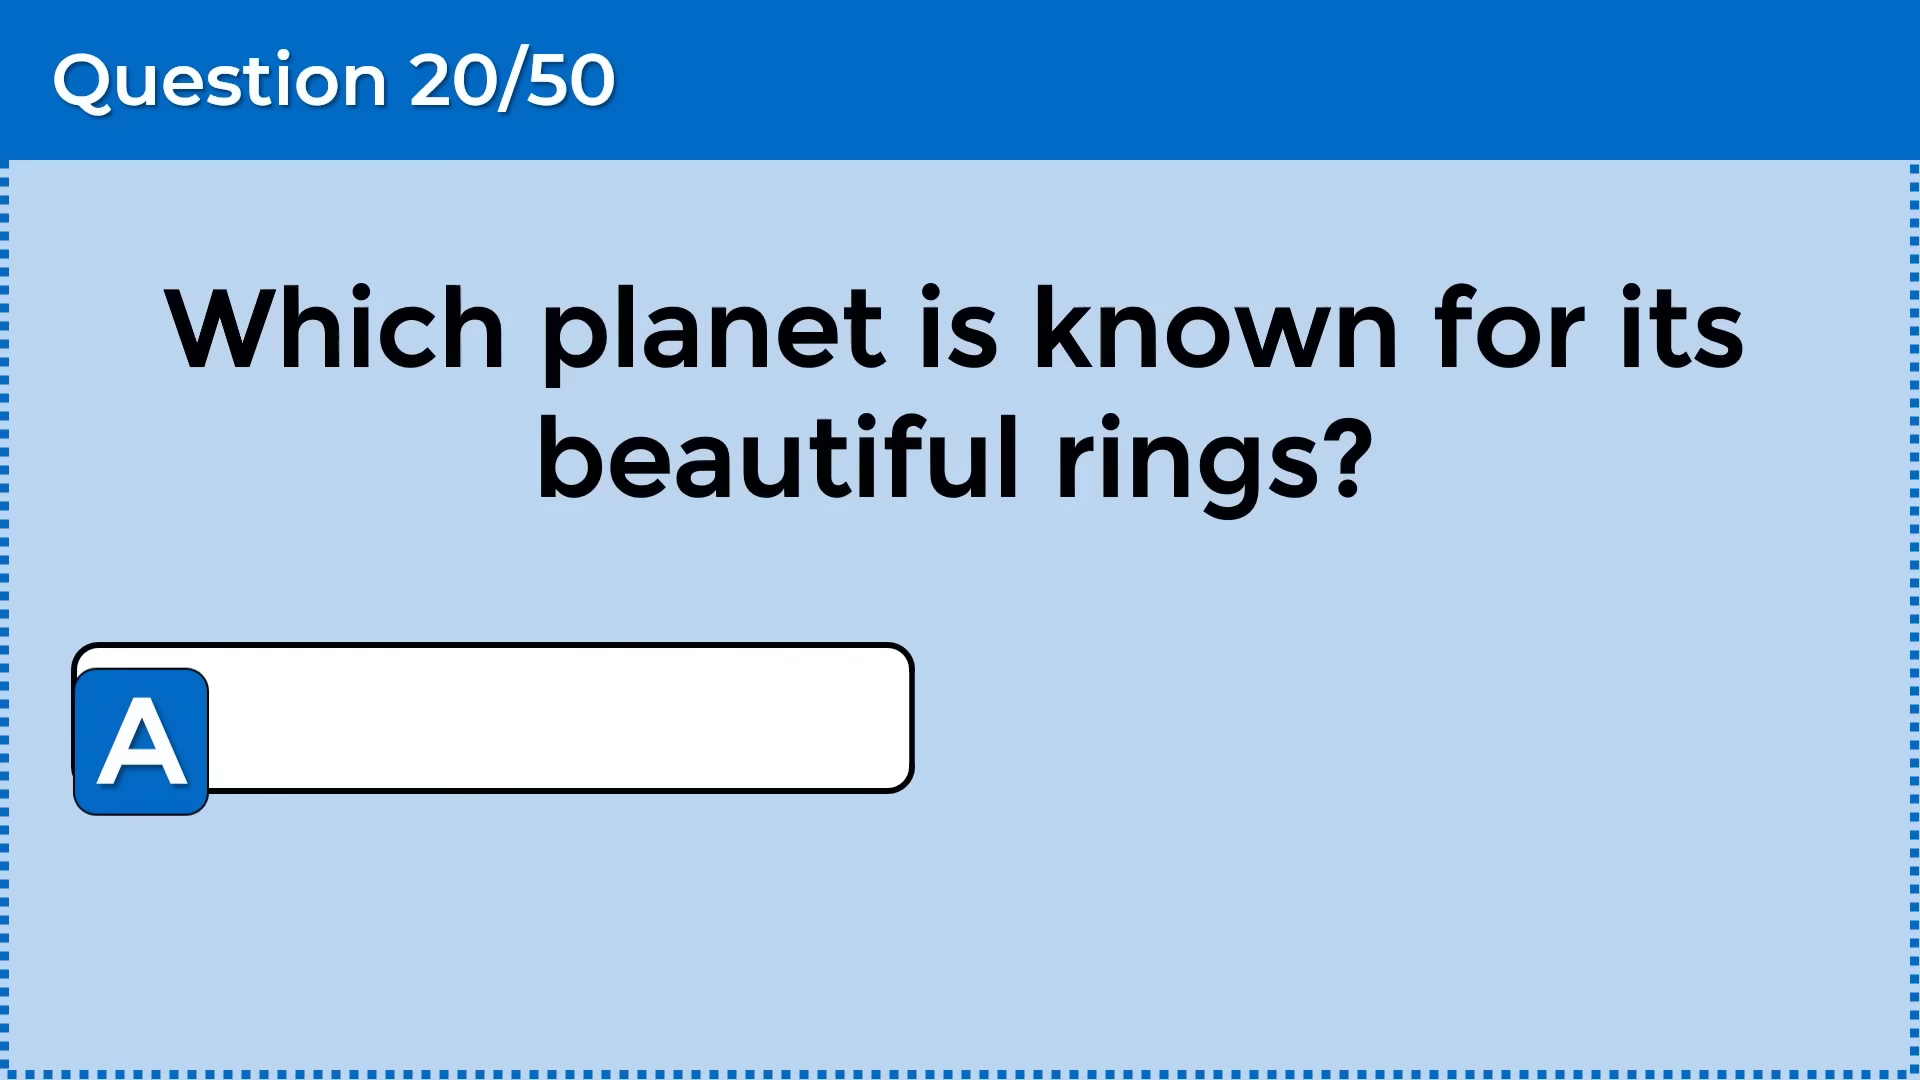 Question 20/50
Which planet is known for its
beautiful rings?
A